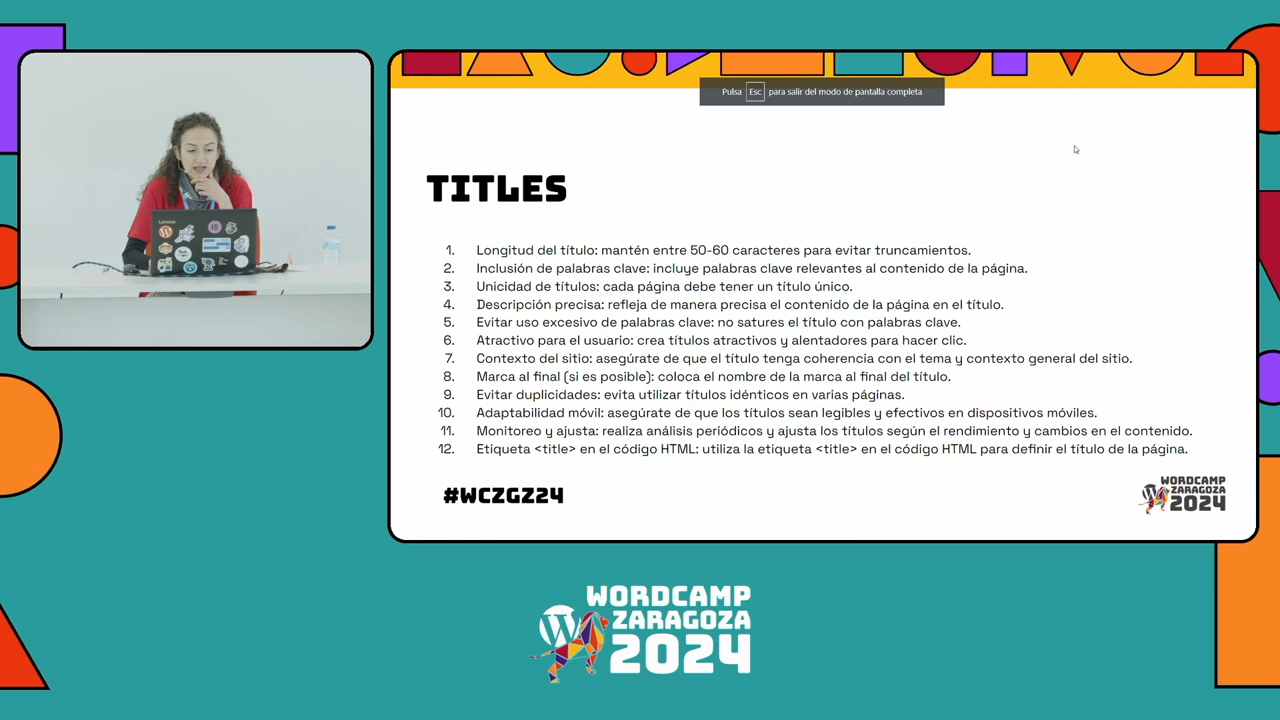 Pulsa Esc para salir del modo de pantalla completa
TITLES
1. Longitud del título: mantén entre 50-60 caracteres para evitar truncamientos.
2. Inclusión de palabras clave: incluye palabras clave relevantes al contenido de la página.
3. Unicidad de títulos: cada página debe tener un título único.
4. Descripción precisa: refleja de manera precisa el contenido de la página en el título.
5. Evitar uso excesivo de palabras clave: no satures el título con palabras clave.
6. Atractivo para el usuario: crea títulos atractivos y alentadores para hacer clic.
7. Contexto del sitio: asegúrate de que el título tenga coherencia con el tema y contexto general del sitio.
8. Marca al final (si es posible): coloca el nombre de la marca al final del título.
9. Evitar duplicidades: evita utilizar títulos idénticos en varias páginas.
10. Adaptabilidad móvil: asegúrate de que los títulos sean legibles y efectivos en dispositivos móviles.
11. Monitoreo y ajusta: realiza análisis periódicos y ajusta los títulos según el rendimiento y cambios en el contenido.
12. Etiqueta <title> en el código HTML: utiliza la etiqueta <title> en el código HTML para definir el título de la página.
#WCZGZ24
WORDCAMP
ZARAGOZA
2024
Lenovo
WORDCAMP
ZARAGOZA
2024